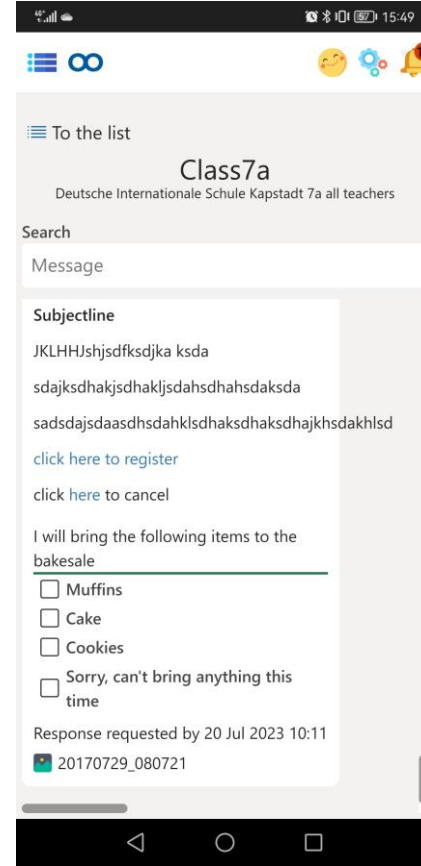 57 15:49
To the list
Class7a
Deutsche Internationale Schule Kapstadt 7a all teachers
Search
Message
Subjectline
JKLHHJshjsdfksdjka ksda
sdajksdhakjsdhakljsdahsdhahsdaksda
sadsdajsdaasdhsdahklsdhaksdhaksdhajkhsdakhlsd
click here to register
click here to cancel
I will bring the following items to the
bakesale
Muffins
Cake
Cookies
Sorry, can't bring anything this
time
Response requested by 20 Jul 2023 10:11
20170729_080721